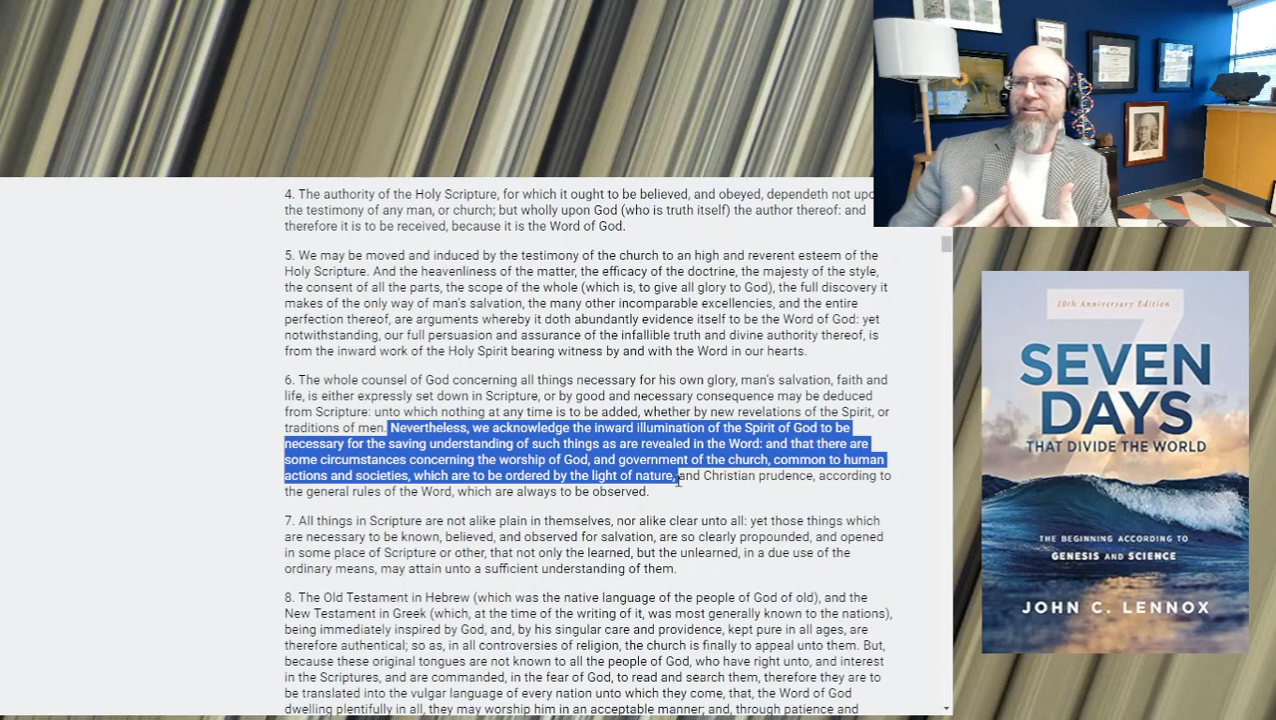 4. The authority of the Holy Scripture, for which it ought to be believed, and obeyed, dependeth not
the testimony of any man, or church; but wholly upon God (who is truth itself) the author thereof: and
therefore it is to be received, because it is the Word of God.
5. We may be moved and induced by the testimony of the church to an high and reverent esteem of the
Holy Scripture. And the heavenliness of the matter, the efficacy of the doctrine, the majesty of the style,
the consent of all the parts, the scope of the whole (which is, to give all glory to God), the full discovery it
makes of the only way of man's salvation, the many other incomparable excellencies, and the entire
perfection thereof, are arguments whereby it doth abundantly evidence itself to be the Word of God: yet
notwithstanding, our full persuasion and assurance of the infallible truth and divine authority thereof, is
from the inward work of the Holy Spirit bearing witness by and with the Word in our hearts.
6. The whole counsel of God concerning all things necessary for his own glory, man's salvation, faith and
life, is either expressly set down in Scripture, or by good and necessary consequence may be deduced
from Scripture: unto which nothing at any time is to be added, whether by new revelations of the Spirit, or
traditions of men. Nevertheless, we acknowledge the inward illumination of the Spirit of God to be
necessary for the saving understanding of such things as are revealed in the Word: and that there are
some circumstances concerning the worship of God, and government of the church, common to human
actions and societies, which are to be ordered by the light of nature, and Christian prudence, according to
the general rules of the Word, which are always to be observed.
7. All things in Scripture are not alike plain in themselves, nor alike clear unto all: yet those things which
are necessary to be known, believed, and observed for salvation, are so clearly propounded, and opened
in some place of Scripture or other, that not only the learned, but the unlearned, in a due use of the
ordinary means, may attain unto a sufficient understanding of them.
8. The Old Testament in Hebrew (which was the native language of the people of God of old), and the
New Testament in Greek (which, at the time of the writing of it, was most generally known to the nations),
being immediately inspired by God, and, by his singular care and providence, kept pure in all ages, are
therefore authentical; so as, in all controversies of religion, the church is finally to appeal unto them. But,
because these original tongues are not known to all the people of God, who have right unto, and interest
in the Scriptures, and are commanded, in the fear of God, to read and search them, therefore they are to
be translated into the vulgar language of every nation unto which they come, that, the Word of God
dwelling plentifully in all, they may worship him in an acceptable manner; and, through patience and
10th Anniversary Edition
7
SEVEN
DAYS
THAT DIVIDE THE WORLD
THE BEGINNING ACCORDING TO
GENESIS AND SCIENCE
JOHN C. LENNOX